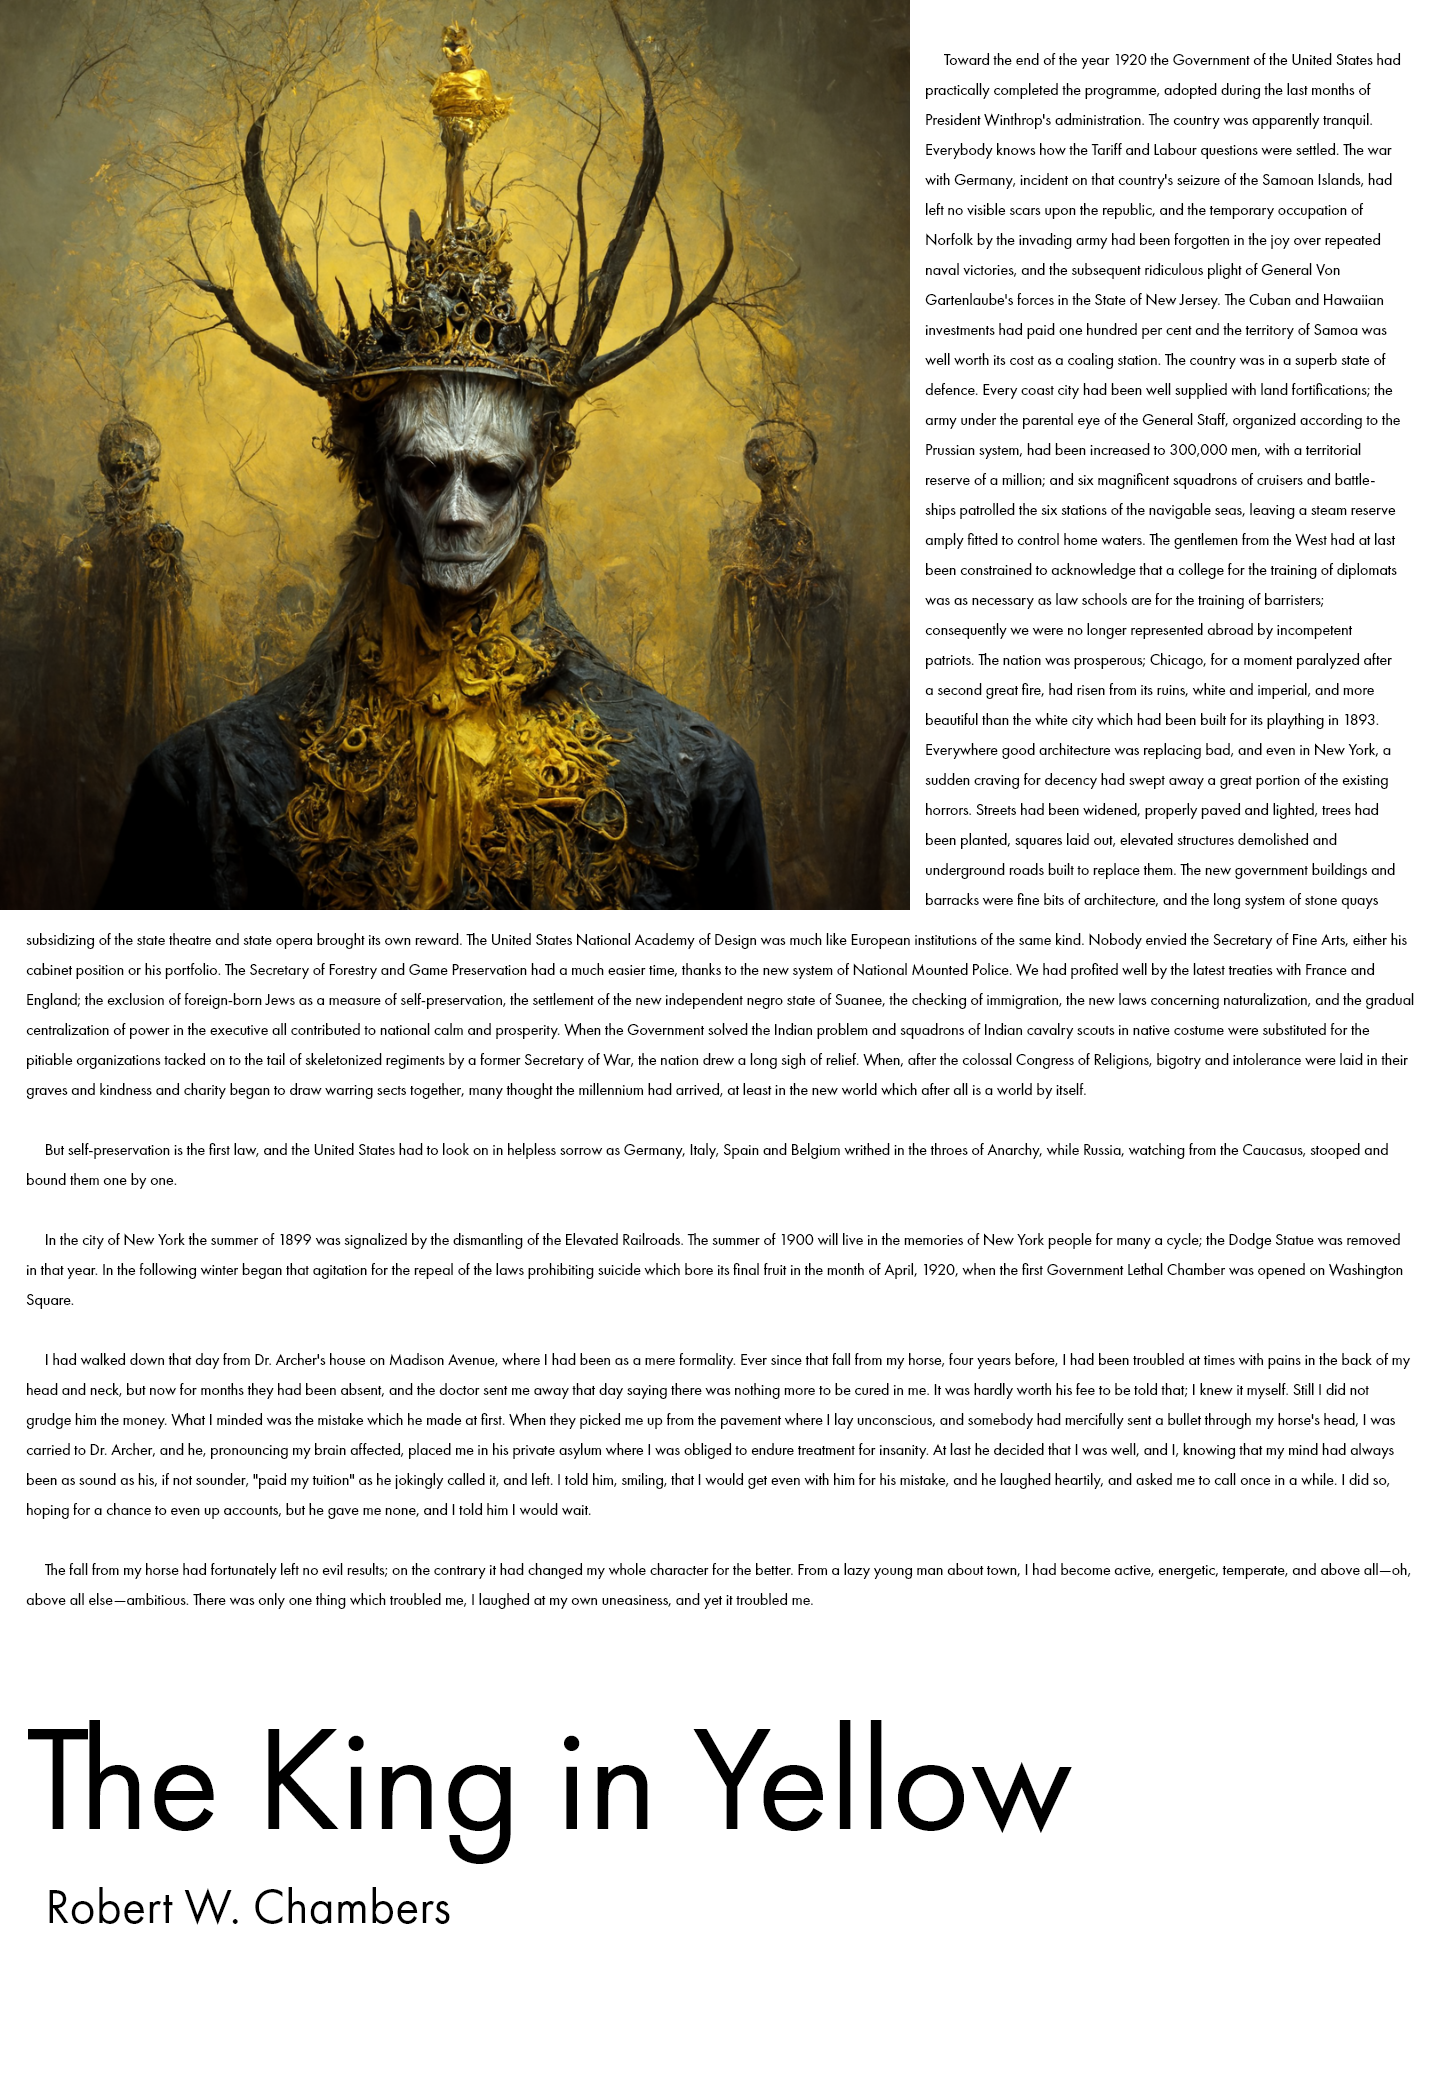 Toward the end of the year 1920 the Government of the United States had
practically completed the programme, adopted during the last months of
President Winthrop's administration. The country was apparently tranquil.
Everybody knows how the Tariff and Labour questions were settled. The war
with Germany, incident on that country's seizure of the Samoan Islands, had
left no visible scars upon the republic, and the temporary occupation of
Norfolk by the invading army had been forgotten in the joy over repeated
naval victories, and the subsequent ridiculous plight of General Von
Gartenlaube's forces in the State of New Jersey. The Cuban and Hawaiian
investments had paid one hundred per cent and the territory of Samoa was
well worth its cost as a coaling station. The country was in a superb state of
defence. Every coast city had been well supplied with land fortifications; the
army under the parental eye of the General Staff, organized according to the
Prussian system, had been increased to 300,000 men, with a territorial
reserve of a million; and six magnificent squadrons of cruisers and battle-
ships patrolled the six stations of the navigable seas, leaving a steam reserve
amply fitted to control home waters. The gentlemen from the West had at last
been constrained to acknowledge that a college for the training of diplomats
was as necessary as law schools are for the training of barristers;
consequently we were no longer represented abroad by incompetent
patriots. The nation was prosperous; Chicago, for a moment paralyzed after
a second great fire, had risen from its ruins, white and imperial, and more
beautiful than the white city which had been built for its plaything in 1893.
Everywhere good architecture was replacing bad, and even in New York, a
sudden craving for decency had swept away a great portion of the existing
horrors. Streets had been widened, properly paved and lighted, trees had
been planted, squares laid out, elevated structures demolished and
underground roads built to replace them. The new government buildings and
barracks were fine bits of architecture, and the long system of stone quays
subsidizing of the state theatre and state opera brought its own reward. The United States National Academy of Design was much like European institutions of the same kind. Nobody envied the Secretary of Fine Arts, either his
cabinet position or his portfolio. The Secretary of Forestry and Game Preservation had a much easier time, thanks to the new system of National Mounted Police. We had profited well by the latest treaties with France and
England; the exclusion of foreign-born Jews as a measure of self-preservation, the settlement of the new independent negro state of Suanee, the checking of immigration, the new laws concerning naturalization, and the gradual
centralization of power in the executive all contributed to national calm and prosperity. When the Government solved the Indian problem and squadrons of Indian cavalry scouts in native costume were substituted for the
pitiable organizations tacked on to the tail of skeletonized regiments by a former Secretary of War, the nation drew a long sigh of relief. When, after the colossal Congress of Religions, bigotry and intolerance were laid in their
graves and kindness and charity began to draw warring sects together, many thought the millennium had arrived, at least in the new world which after all is a world by itself.
But self-preservation is the first law, and the United States had to look on in helpless sorrow as Germany, Italy, Spain and Belgium writhed in the throes of Anarchy, while Russia, watching from the Caucasus, stooped and
bound them one by one.
In the city of New York the summer of 1899 was signalized by the dismantling of the Elevated Railroads. The summer of 1900 will live in the memories of New York people for many a cycle; the Dodge Statue was removed
in that year. In the following winter began that agitation for the repeal of the laws prohibiting suicide which bore its final fruit in the month of April, 1920, when the first Government Lethal Chamber was opened on Washington
Square.
I had walked down that day from Dr. Archer's house on Madison Avenue, where I had been as a mere formality. Ever since that fall from my horse, four years before, I had been troubled at times with pains in the back of my
head and neck, but now for months they had been absent, and the doctor sent me away that day saying there was nothing more to be cured in me. It was hardly worth his fee to be told that; I knew it myself. Still I did not
grudge him the money. What I minded was the mistake which he made at first. When they picked me up from the pavement where I lay unconscious, and somebody had mercifully sent a bullet through my horse's head, I was
carried to Dr. Archer, and he, pronouncing my brain affected, placed me in his private asylum where I was obliged to endure treatment for insanity. At last he decided that I was well, and I, knowing that my mind had always
been as sound as his, if not sounder, "paid my tuition" as he jokingly called it, and left. I told him, smiling, that I would get even with him for his mistake, and he laughed heartily, and asked me to call once in a while. I did so,
hoping for a chance to even up accounts, but he gave me none, and I told him I would wait.
The fall from my horse had fortunately left no evil results; on the contrary it had changed my whole character for the better. From a lazy young man about town, I had become active, energetic, temperate, and above all—oh,
above all else—ambitious. There was only one thing which troubled me, I laughed at my own uneasiness, and yet it troubled me.
The King in Yellow
Robert W. Chambers